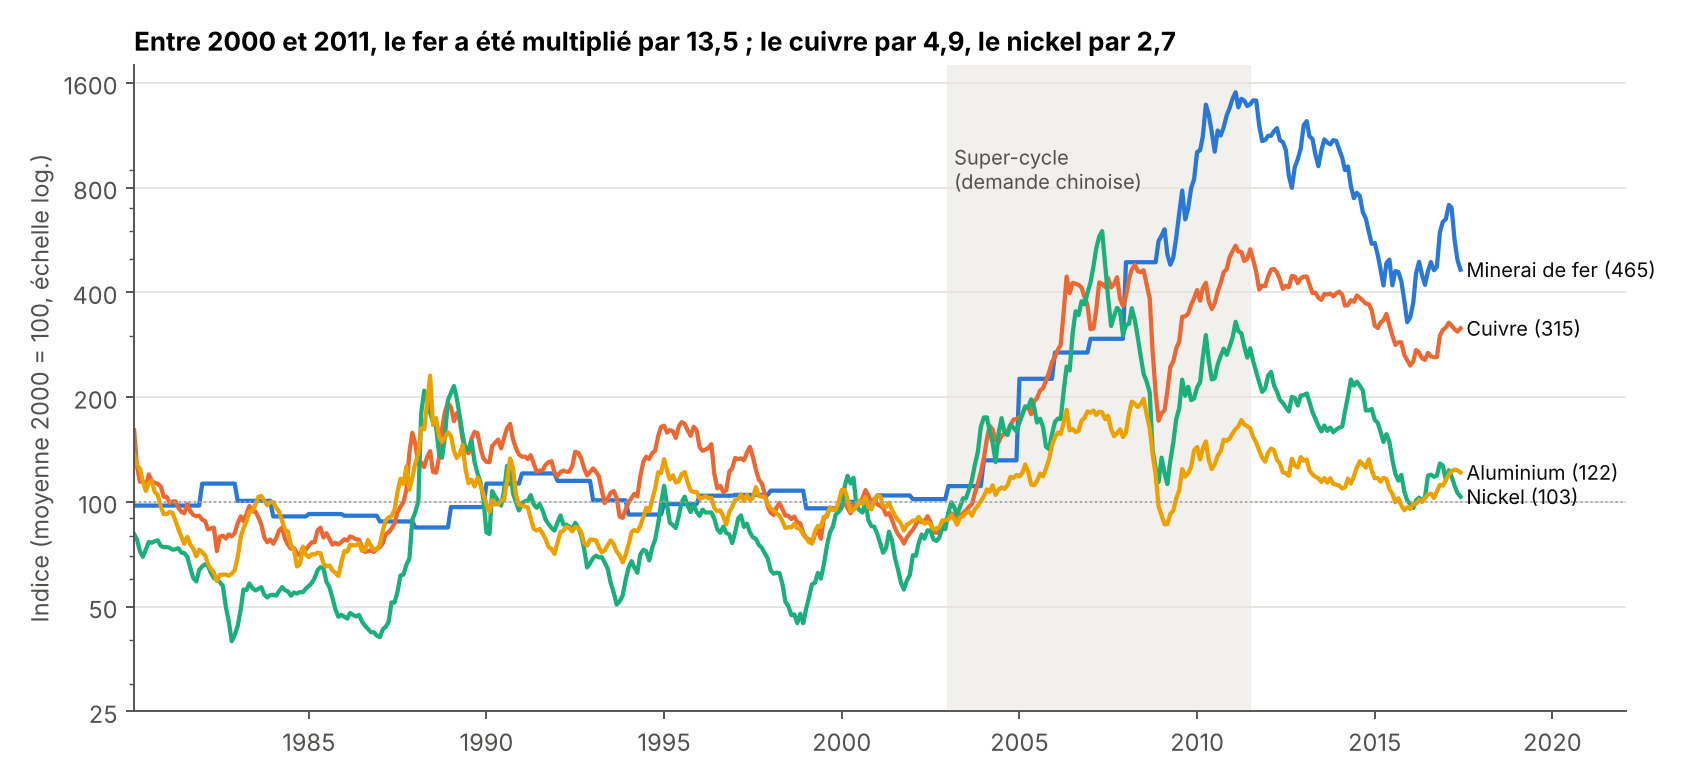 Entre 2000 et 2011, le fer a été multiplié par 13,5 ; le cuivre par 4,9, le nickel par 2,7
Indice (moyenne 2000 = 100, échelle log.)
1600
800
400
200
100
50
25
Super-cycle
(demande chinoise)
Minerai de fer (465)
Cuivre (315)
Aluminium (122)
Nickel (103)
1985
1990
1995
2000
2005
2010
2015
2020